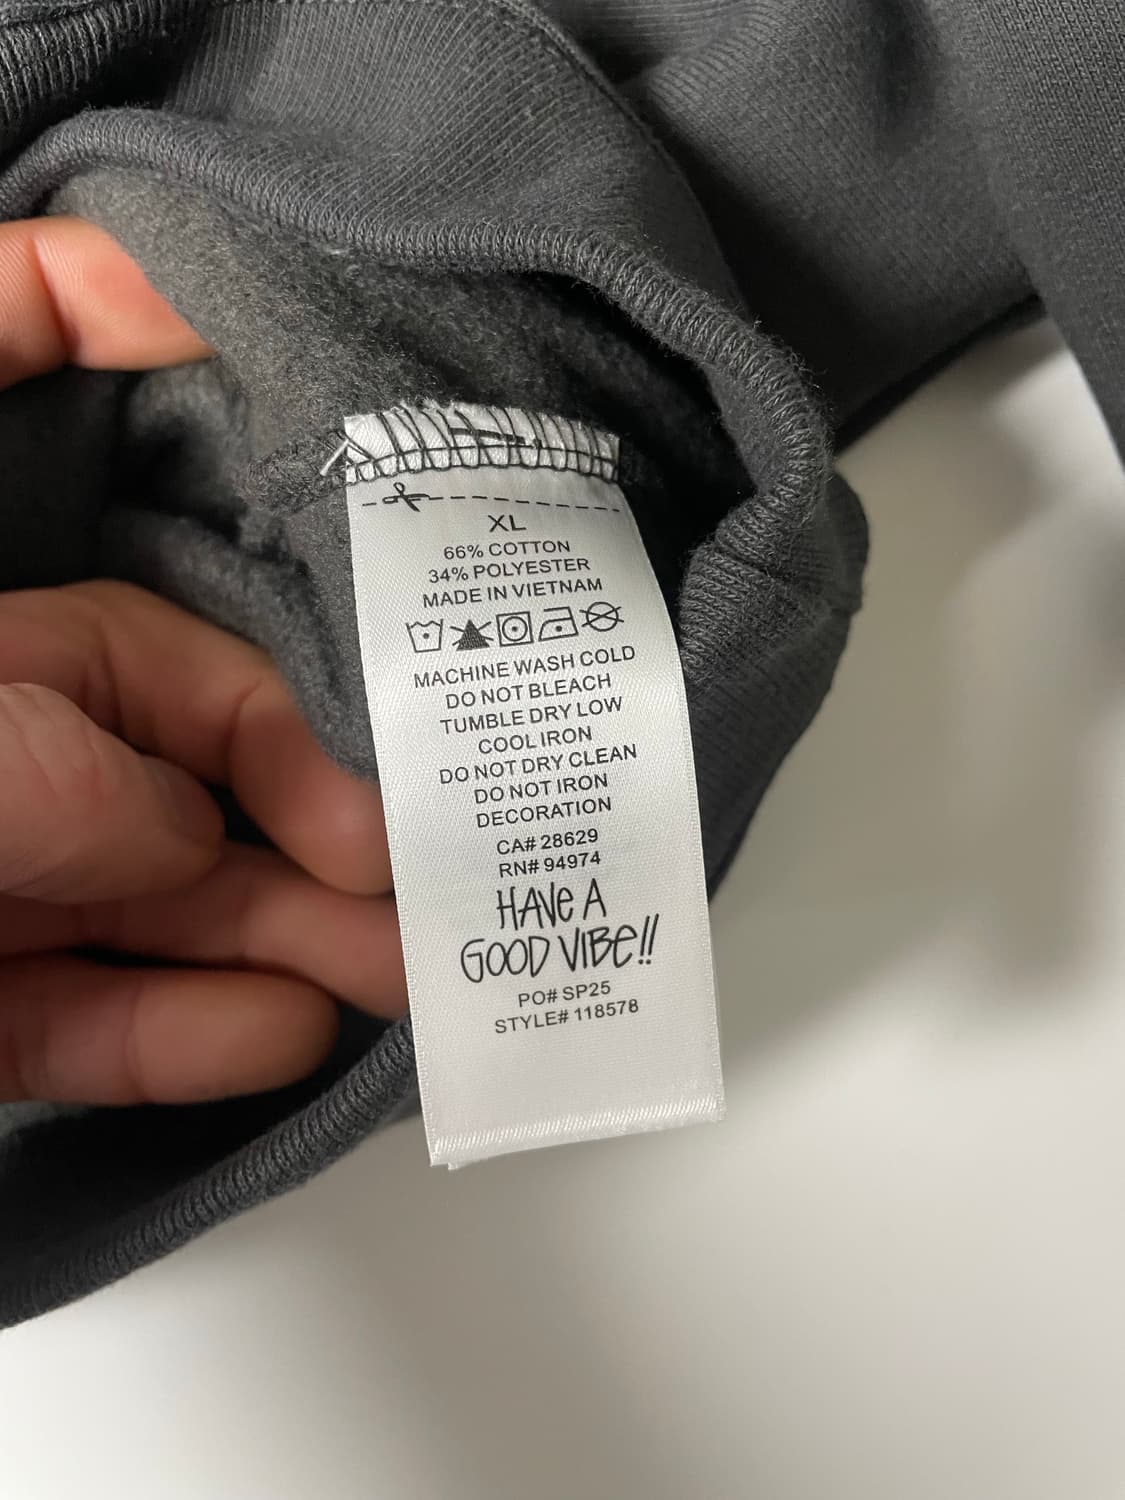 XL
66% COTTON
34% POLYESTER
MADE IN VIETNAM
MACHINE WASH COLD
DO NOT BLEACH
TUMBLE DRY LOW
COOL IRON
DO NOT DRY CLEAN
DO NOT IRON
DECORATION
CA# 28629
RN# 94974
HAVe A
GOOD VIBe!!
PO# SP25
STYLE# 118578